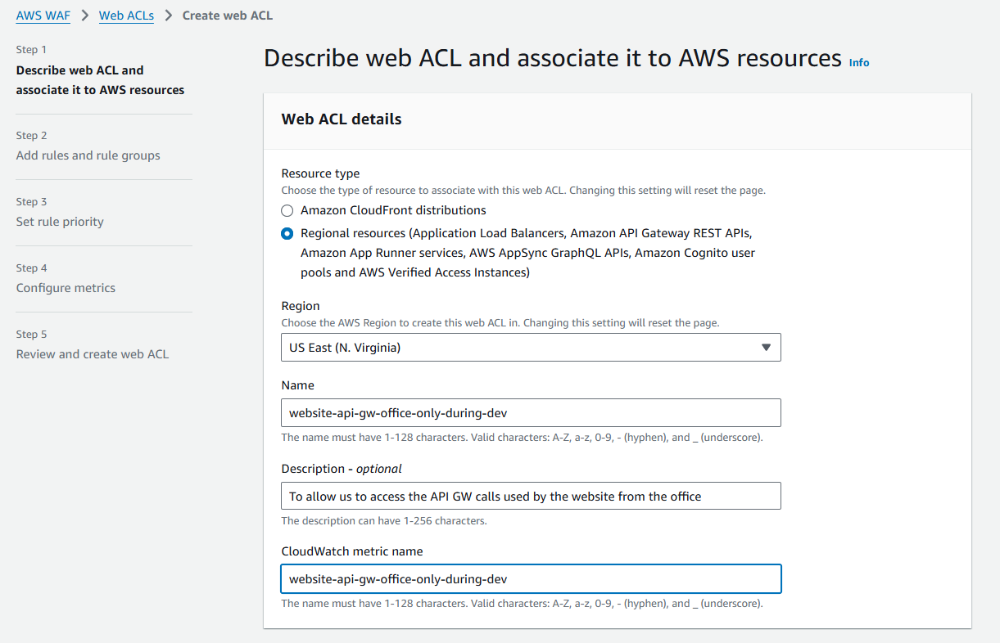 AWS WAF > Web ACLs > Create web ACL
Step 1
Describe web ACL and
associate it to AWS resources
Step 2
Add rules and rule groups
Step 3
Set rule priority
Step 4
Configure metrics
Step 5
Review and create web ACL
Describe web ACL and associate it to AWS resources Info
Web ACL details
Resource type
Choose the type of resource to associate with this web ACL. Changing this setting will reset the page.
Amazon CloudFront distributions
Regional resources (Application Load Balancers, Amazon API Gateway REST APIs,
Amazon App Runner services, AWS AppSync GraphQL APIs, Amazon Cognito user
pools and AWS Verified Access Instances)
Region
Choose the AWS Region to create this web ACL in. Changing this setting will reset the page.
US East (N. Virginia)
Name
website-api-gw-office-only-during-dev
The name must have 1-128 characters. Valid characters: A-Z, a-z, 0-9, - (hyphen), and _ (underscore).
Description - optional
To allow us to access the API GW calls used by the website from the office
The description can have 1-256 characters.
CloudWatch metric name
website-api-gw-office-only-during-dev
The name must have 1-128 characters. Valid characters: A-Z, a-z, 0-9, - (hyphen), and _ (underscore).